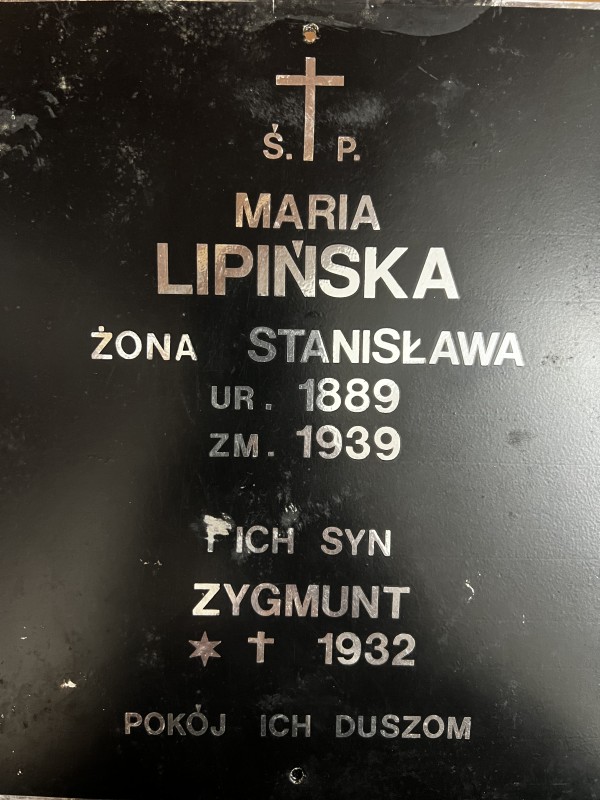 Ś. P.
MARIA
LIPIŃSKA
ŻONA STANISŁAWA
UR. 1889
ZM. 1939
I ICH SYN
ZYGMUNT
✶ † 1932
POKÓJ ICH DUSZOM